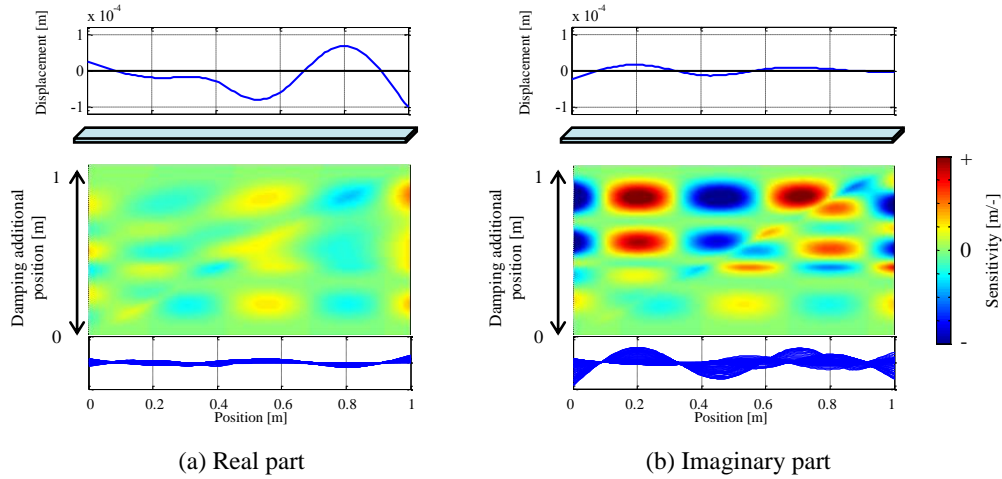 x 10⁻⁴
Displacement [m]
1
0
-1
Damping additional
position [m]
1
0
0 0.2 0.4 0.6 0.8 1
Position [m]
(a) Real part
x 10⁻⁴
Displacement [m]
1
0
-1
Damping additional
position [m]
1
0
0 0.2 0.4 0.6 0.8 1
Position [m]
(b) Imaginary part
+
0
-
Sensitivity [m/-]